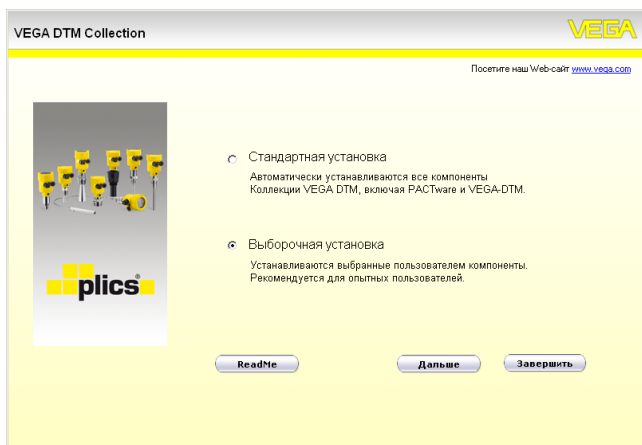 VEGA DTM Collection
VEGA
Посетите наш Web-сайт www.vega.com
Стандартная установка
Автоматически устанавливаются все компоненты
Коллекции VEGA DTM, включая PACTware и VEGA-DTM.
Выборочная установка
Устанавливаются выбранные пользователем компоненты.
Рекомендуется для опытных пользователей.
plics®
ReadMe
Дальше
Завершить